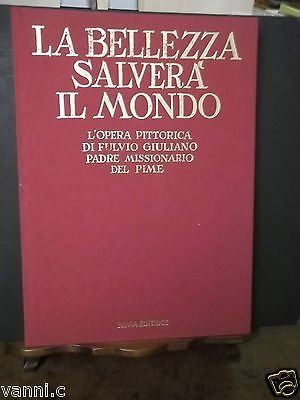 LA BELLEZZA
SALVERÀ
IL MONDO
L'OPERA PITTORICA
DI FULVIO GIULIANO
PADRE MISSIONARIO
DEL PIME
SILVIA EDITRICE
vanni.c